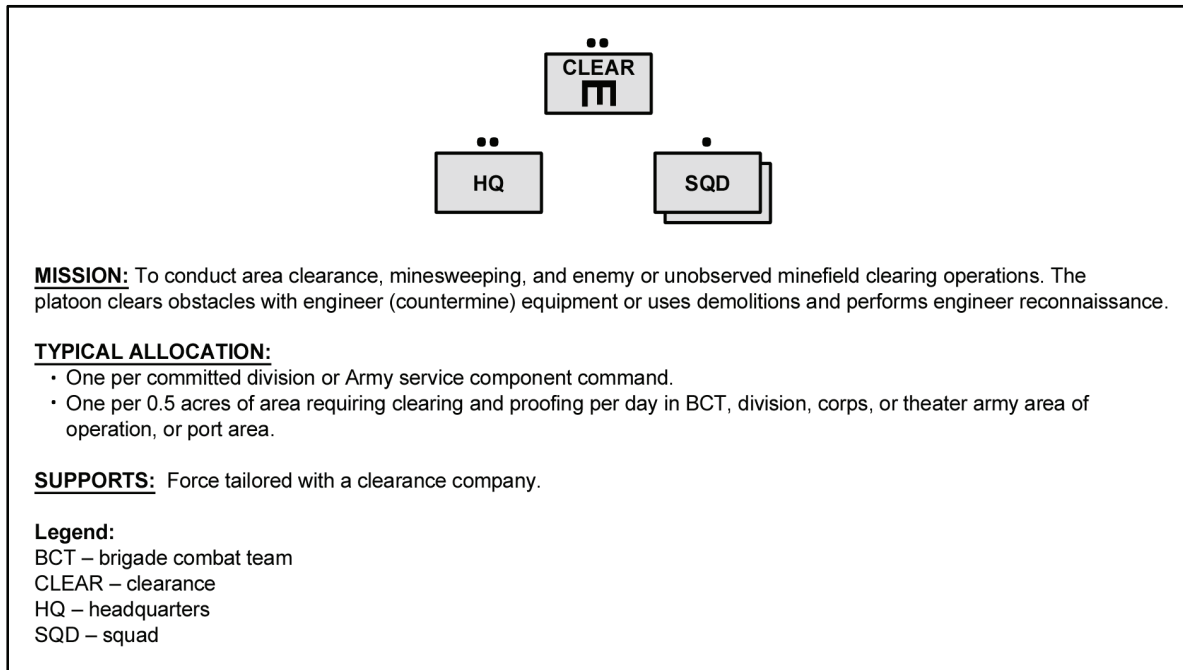 CLEAR
HQ
SQD
MISSION: To conduct area clearance, minesweeping, and enemy or unobserved minefield clearing operations. The
platoon clears obstacles with engineer (countermine) equipment or uses demolitions and performs engineer reconnaissance.
TYPICAL ALLOCATION:
• One per committed division or Army service component command.
• One per 0.5 acres of area requiring clearing and proofing per day in BCT, division, corps, or theater army area of
operation, or port area.
SUPPORTS: Force tailored with a clearance company.
Legend:
BCT – brigade combat team
CLEAR – clearance
HQ – headquarters
SQD – squad